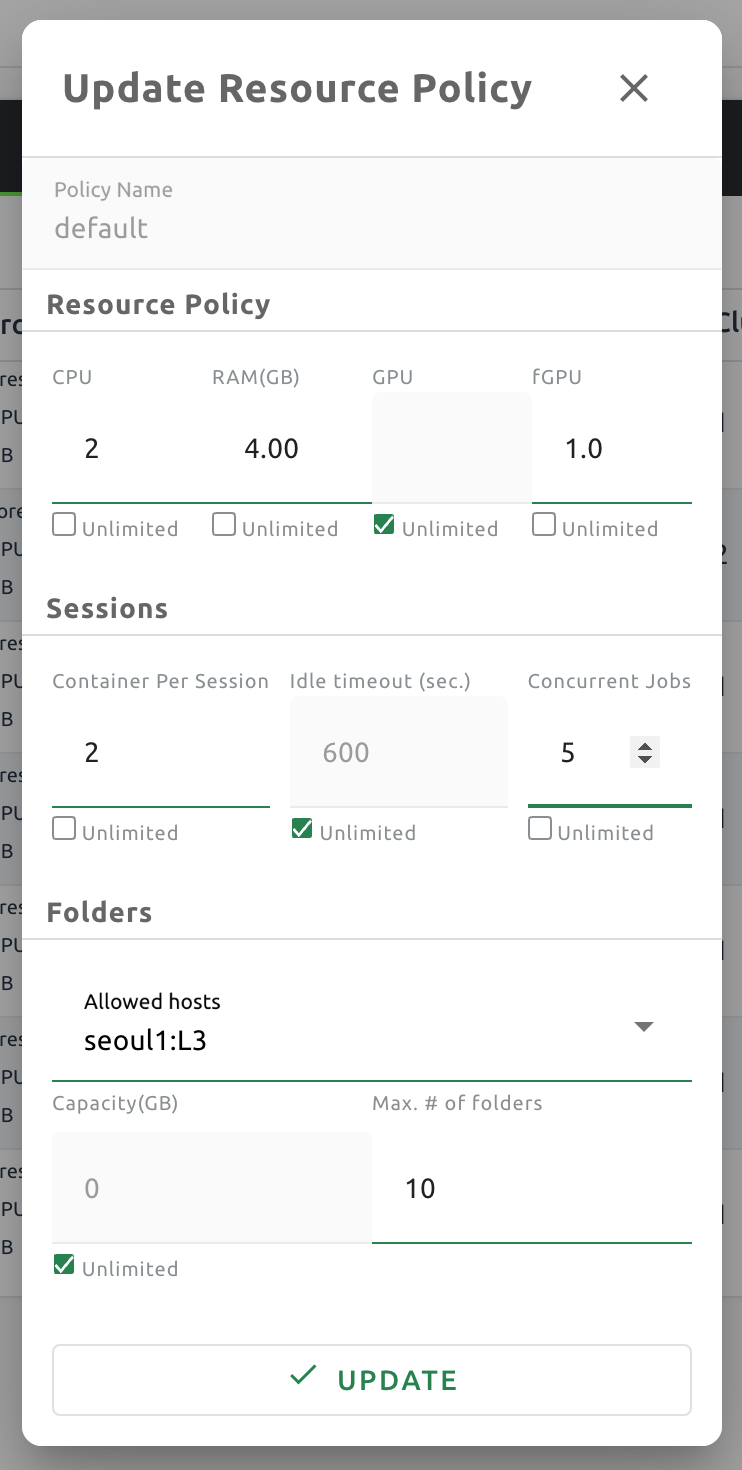 Update Resource Policy
Policy Name
default
Resource Policy
CPU RAM(GB) GPU fGPU
2 4.00 1.0
Unlimited Unlimited Unlimited Unlimited
Sessions
Container Per Session Idle timeout (sec.) Concurrent Jobs
2 600 5
Unlimited Unlimited Unlimited
Folders
Allowed hosts
seoul1:L3
Capacity(GB) Max. # of folders
0 10
Unlimited
UPDATE